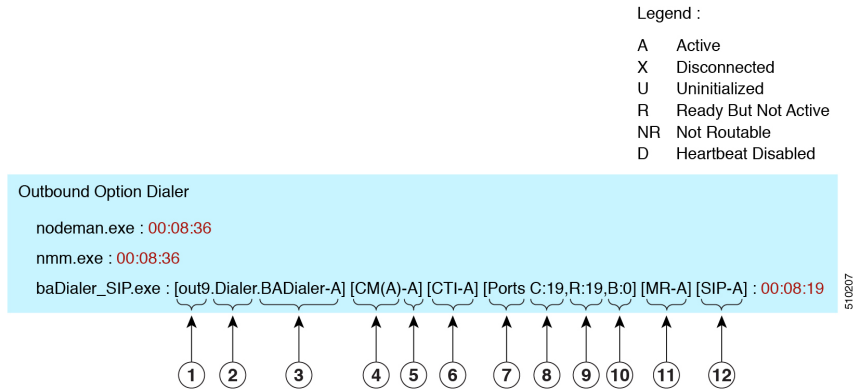 Legend :
A Active
X Disconnected
U Uninitialized
R Ready But Not Active
NR Not Routable
D Heartbeat Disabled
Outbound Option Dialer
nodeman.exe : 00:08:36
nmm.exe : 00:08:36
baDialer_SIP.exe : [out9.Dialer.BADialer-A] [CM(A)-A] [CTI-A] [Ports C:19,R:19,B:0] [MR-A] [SIP-A] : 00:08:19
510207
1 2 3 4 5 6 7 8 9 10 11 12